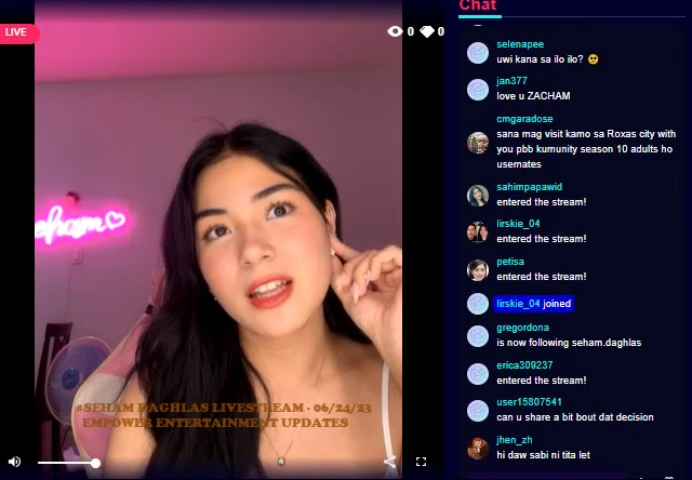 Chat
LIVE
0
0
selenapee
uwi kana sa ilo ilo? 🥺
jan377
love u ZACHAM
cmgaradose
sana mag visit kamo sa Roxas city with
you pbb kumunity season 10 adults ho
usemates
sahimpapawid
entered the stream!
lirskie_04
entered the stream!
petisa
entered the stream!
lirskie_04 joined
gregordona
is now following seham.daghlas
erica309237
entered the stream!
user15807541
can u share a bit bout dat decision
jhen_zh
hi daw sabi ni tita let
eham
#SEHAM DAGHLAS LIVESTREAM - 06/24/23
EMPOWER ENTERTAINMENT UPDATES